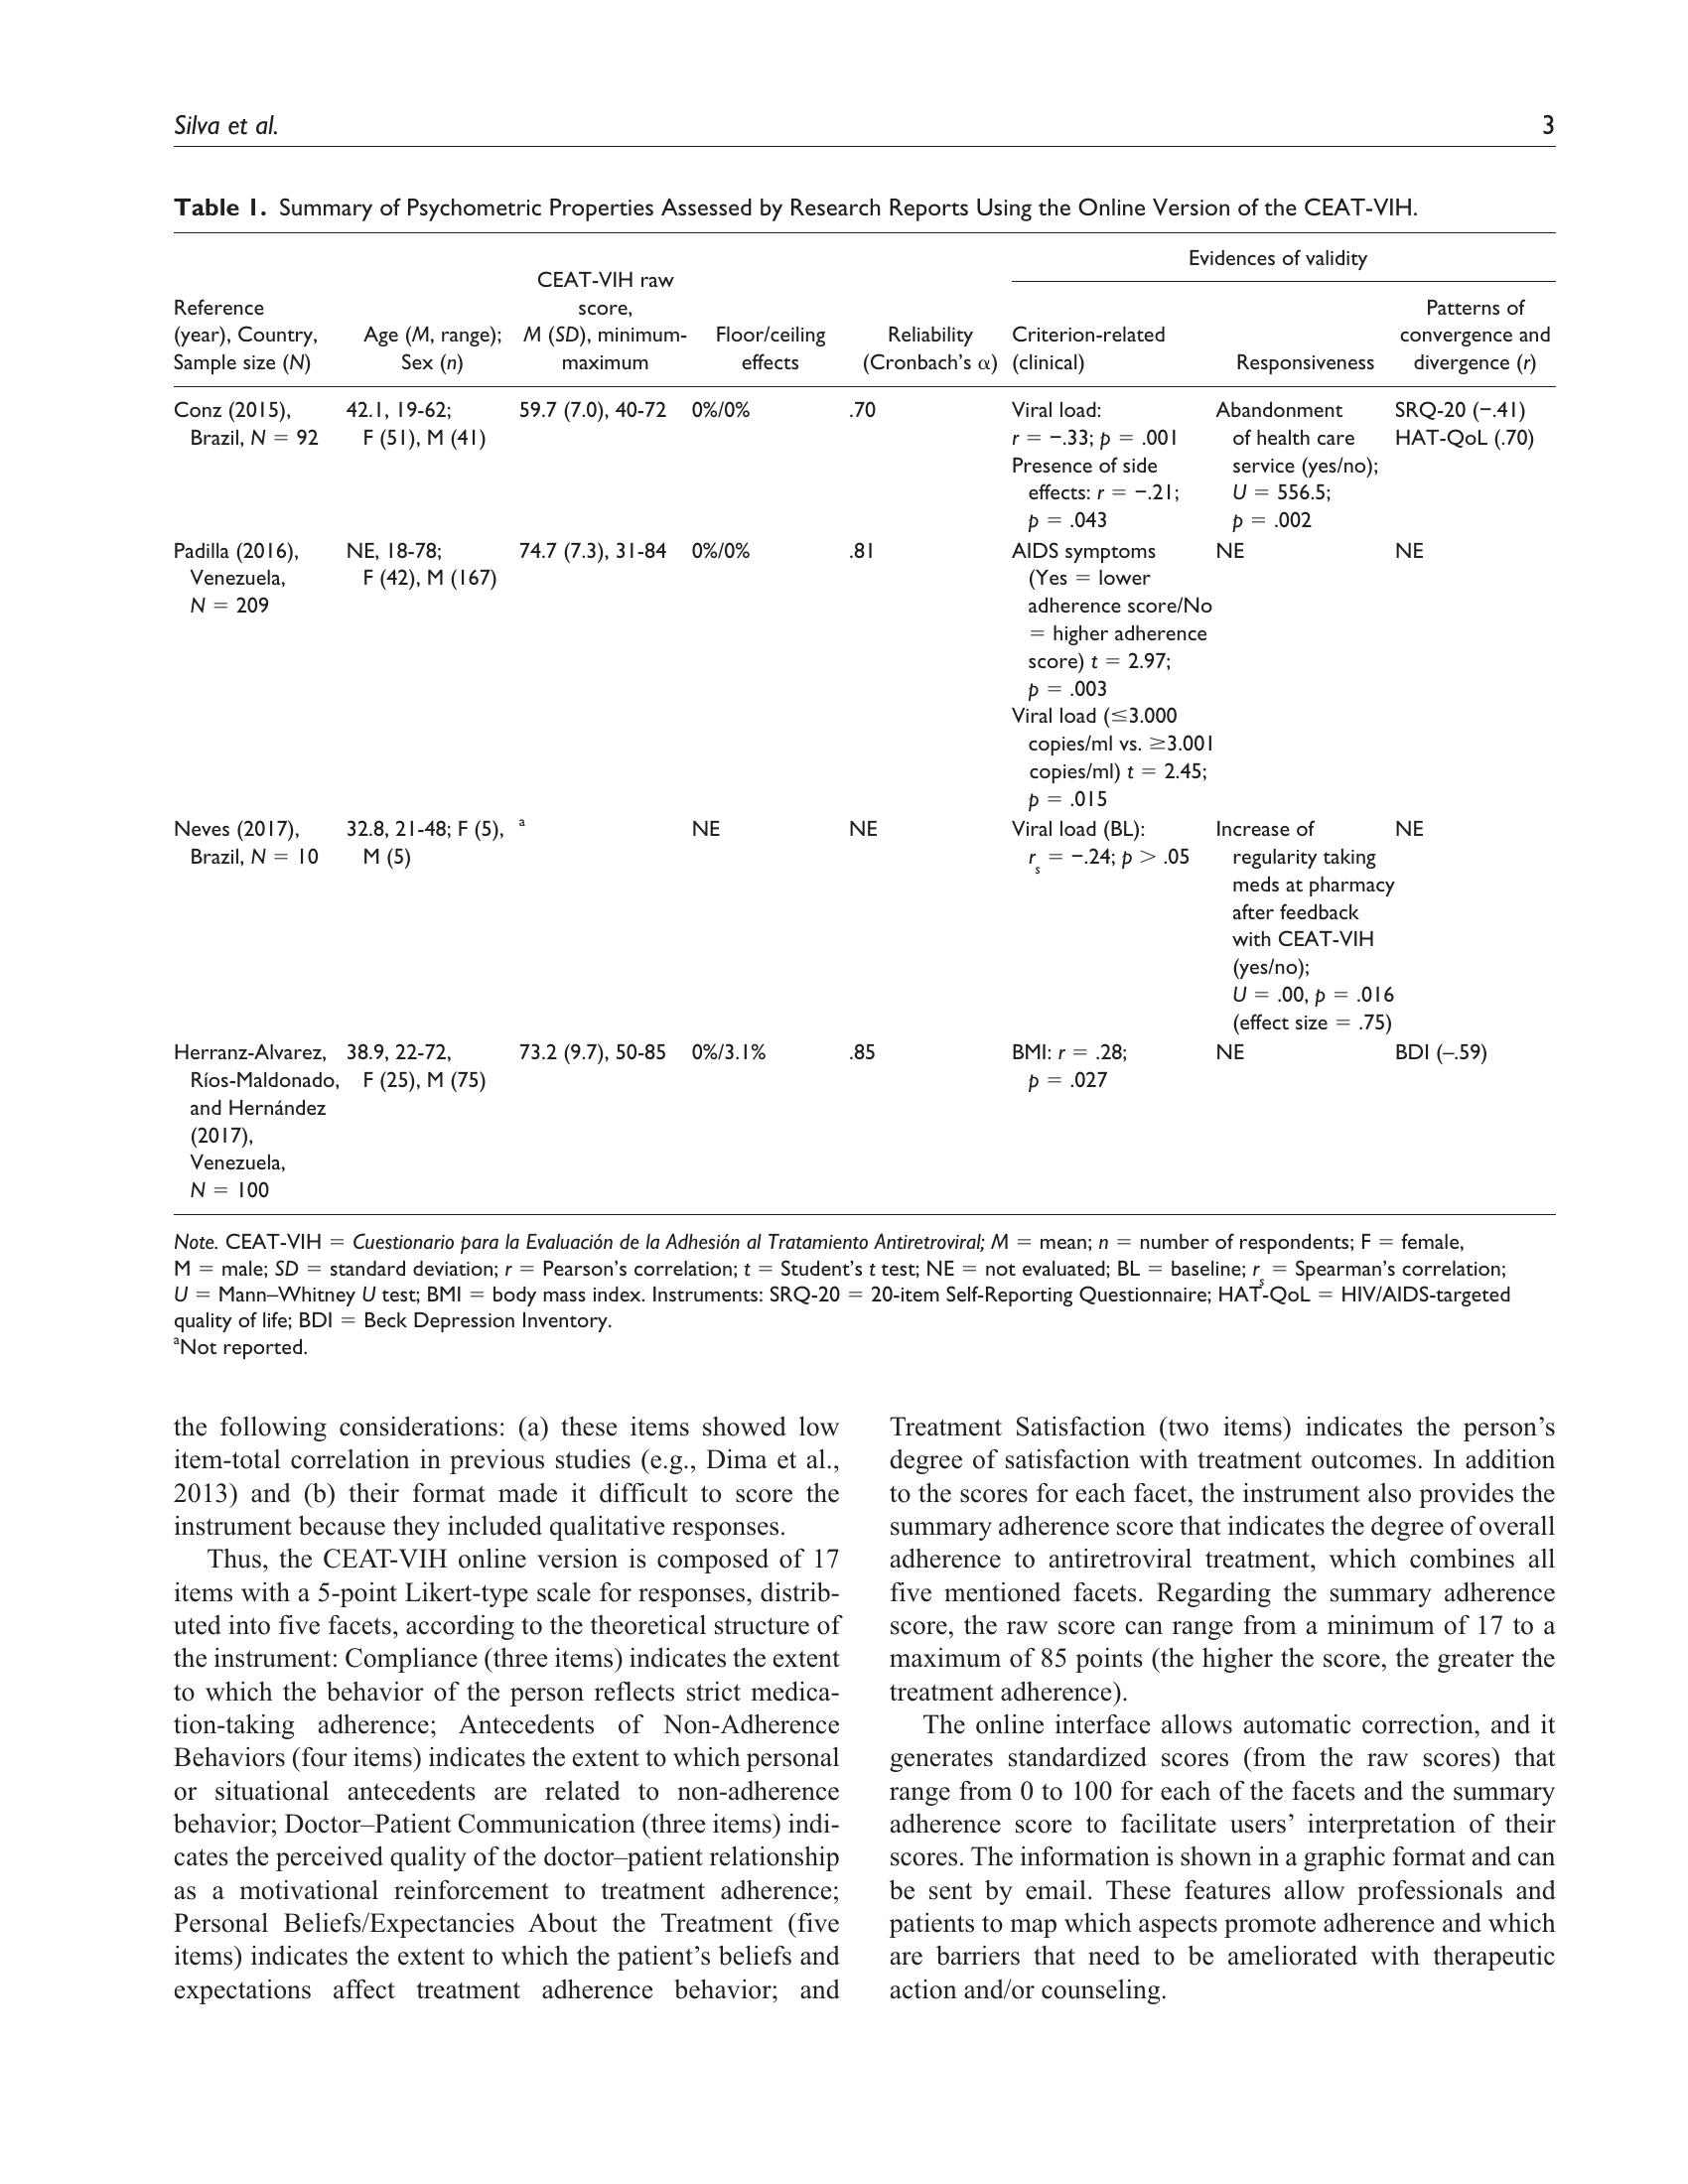 Silva et al.
3
Table 1. Summary of Psychometric Properties Assessed by Research Reports Using the Online Version of the CEAT-VIH.
Evidences of validity
Reference
(year), Country,
Sample size (N)
Age (M, range);
Sex (n)
CEAT-VIH raw
score,
M (SD), minimum-
maximum
Floor/ceiling
effects
Reliability
(Cronbach's α)
Criterion-related
(clinical)
Responsiveness
Patterns of
convergence and
divergence (r)
Conz (2015),
Brazil, N = 92
42.1, 19-62;
F (51), M (41)
59.7 (7.0), 40-72
0%/0%
.70
Viral load:
r = −.33; p = .001
Presence of side
effects: r = −.21;
p = .043
Abandonment
of health care
service (yes/no);
U = 556.5;
p = .002
SRQ-20 (−.41)
HAT-QoL (.70)
Padilla (2016),
Venezuela,
N = 209
NE, 18-78;
F (42), M (167)
74.7 (7.3), 31-84
0%/0%
.81
AIDS symptoms
(Yes = lower
adherence score/No
= higher adherence
score) t = 2.97;
p = .003
Viral load (≤3.000
copies/ml vs. ≥3.001
copies/ml) t = 2.45;
p = .015
NE
NE
Neves (2017),
Brazil, N = 10
32.8, 21-48; F (5),
M (5)
a
NE
NE
Viral load (BL):
rs = −.24; p > .05
Increase of
regularity taking
meds at pharmacy
after feedback
with CEAT-VIH
(yes/no);
U = .00, p = .016
(effect size = .75)
NE
Herranz-Alvarez,
Ríos-Maldonado,
and Hernández
(2017),
Venezuela,
N = 100
38.9, 22-72,
F (25), M (75)
73.2 (9.7), 50-85
0%/3.1%
.85
BMI: r = .28;
p = .027
NE
BDI (–.59)
Note. CEAT-VIH = Cuestionario para la Evaluación de la Adhesión al Tratamiento Antiretroviral; M = mean; n = number of respondents; F = female,
M = male; SD = standard deviation; r = Pearson's correlation; t = Student's t test; NE = not evaluated; BL = baseline; rs = Spearman's correlation;
U = Mann–Whitney U test; BMI = body mass index. Instruments: SRQ-20 = 20-item Self-Reporting Questionnaire; HAT-QoL = HIV/AIDS-targeted
quality of life; BDI = Beck Depression Inventory.
aNot reported.
the following considerations: (a) these items showed low
item-total correlation in previous studies (e.g., Dima et al.,
2013) and (b) their format made it difficult to score the
instrument because they included qualitative responses.
Thus, the CEAT-VIH online version is composed of 17
items with a 5-point Likert-type scale for responses, distrib-
uted into five facets, according to the theoretical structure of
the instrument: Compliance (three items) indicates the extent
to which the behavior of the person reflects strict medica-
tion-taking adherence; Antecedents of Non-Adherence
Behaviors (four items) indicates the extent to which personal
or situational antecedents are related to non-adherence
behavior; Doctor–Patient Communication (three items) indi-
cates the perceived quality of the doctor–patient relationship
as a motivational reinforcement to treatment adherence;
Personal Beliefs/Expectancies About the Treatment (five
items) indicates the extent to which the patient's beliefs and
expectations affect treatment adherence behavior; and
Treatment Satisfaction (two items) indicates the person's
degree of satisfaction with treatment outcomes. In addition
to the scores for each facet, the instrument also provides the
summary adherence score that indicates the degree of overall
adherence to antiretroviral treatment, which combines all
five mentioned facets. Regarding the summary adherence
score, the raw score can range from a minimum of 17 to a
maximum of 85 points (the higher the score, the greater the
treatment adherence).
The online interface allows automatic correction, and it
generates standardized scores (from the raw scores) that
range from 0 to 100 for each of the facets and the summary
adherence score to facilitate users' interpretation of their
scores. The information is shown in a graphic format and can
be sent by email. These features allow professionals and
patients to map which aspects promote adherence and which
are barriers that need to be ameliorated with therapeutic
action and/or counseling.